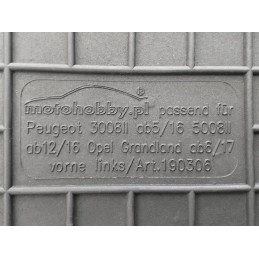 motohobby.pl® passend für
Peugeot 3008II ab5/16 5008II
ab12/16 Opel Grandland ab6/17
vorne links/Art.190306